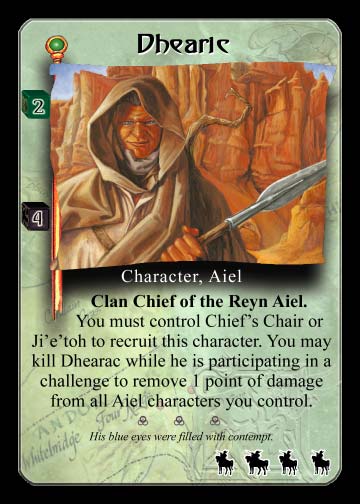 Dhearic
2
4
Character, Aiel
Clan Chief of the Reyn Aiel.
You must control Chief's Chair or
Ji'e'toh to recruit this character. You may
kill Dhearac while he is participating in a
challenge to remove 1 point of damage
from all Aiel characters you control.
His blue eyes were filled with contempt.
Whitebridge